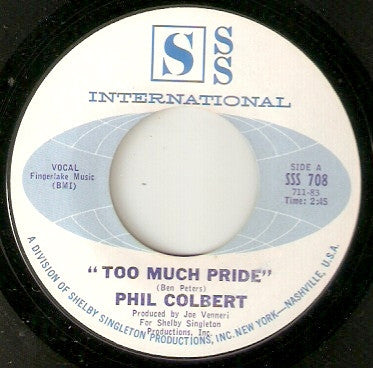 S S S
INTERNATIONAL
VOCAL
Fingerlake Music
(BMI)
SIDE A
SSS 708
711-83
Time: 2:45
"TOO MUCH PRIDE"
(Ben Peters)
PHIL COLBERT
Produced by Joe Venneri
For Shelby Singleton
Productions, Inc.
A DIVISION OF SHELBY SINGLETON PRODUCTIONS, INC. NEW YORK—NASHVILLE, U.S.A.